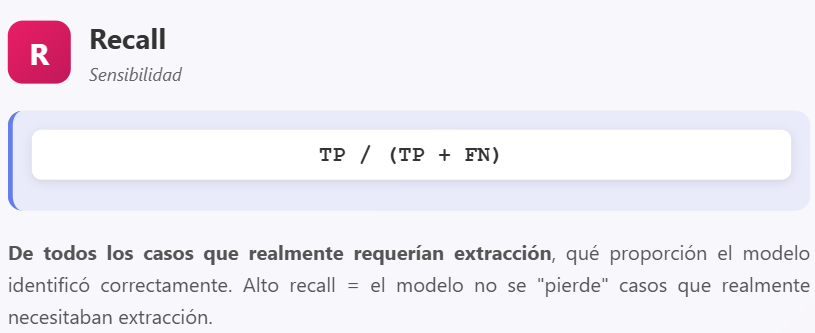 R
Recall
Sensibilidad
TP / (TP + FN)
De todos los casos que realmente requerían extracción, qué proporción el modelo
identificó correctamente. Alto recall = el modelo no se "pierde" casos que realmente
necesitaban extracción.